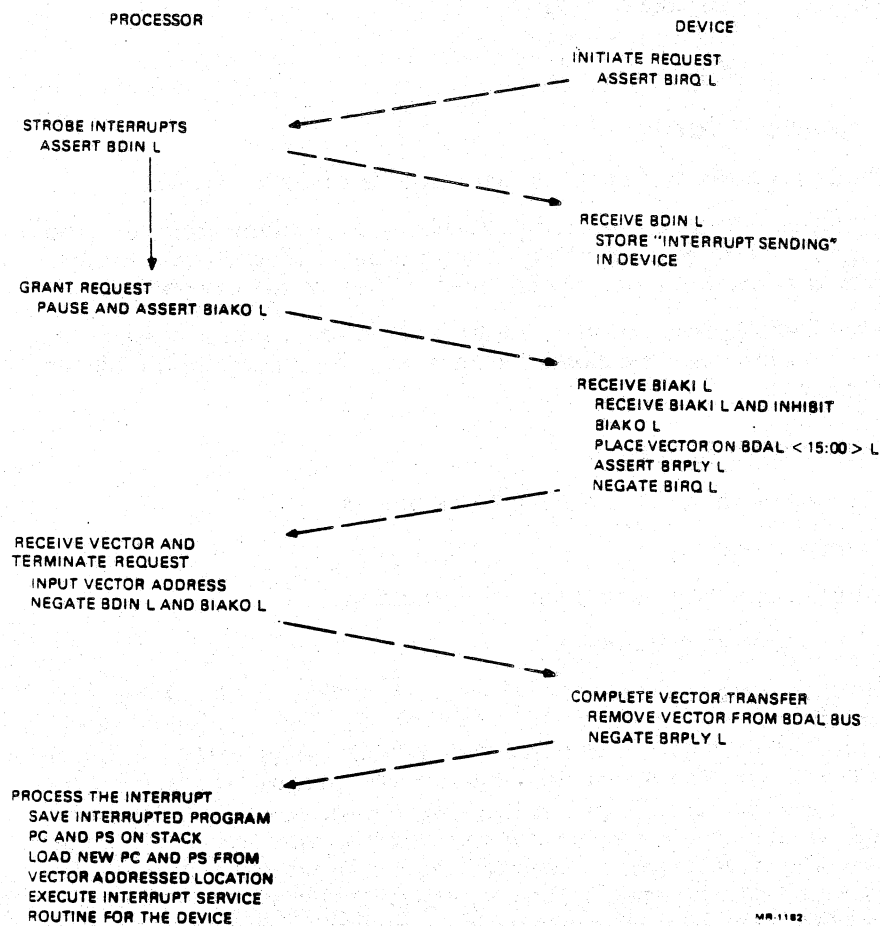 PROCESSOR
DEVICE
INITIATE REQUEST
ASSERT BIRQ L
STROBE INTERRUPTS
ASSERT BDIN L
RECEIVE BDIN L
STORE "INTERRUPT SENDING"
IN DEVICE
GRANT REQUEST
PAUSE AND ASSERT BIAKO L
RECEIVE BIAKI L
RECEIVE BIAKI L AND INHIBIT
BIAKO L
PLACE VECTOR ON BDAL < 15:00 > L
ASSERT BRPLY L
NEGATE BIRQ L
RECEIVE VECTOR AND
TERMINATE REQUEST
INPUT VECTOR ADDRESS
NEGATE BDIN L AND BIAKO L
COMPLETE VECTOR TRANSFER
REMOVE VECTOR FROM BDAL BUS
NEGATE BRPLY L
PROCESS THE INTERRUPT
SAVE INTERRUPTED PROGRAM
PC AND PS ON STACK
LOAD NEW PC AND PS FROM
VECTOR ADDRESSED LOCATION
EXECUTE INTERRUPT SERVICE
ROUTINE FOR THE DEVICE
MR-1182